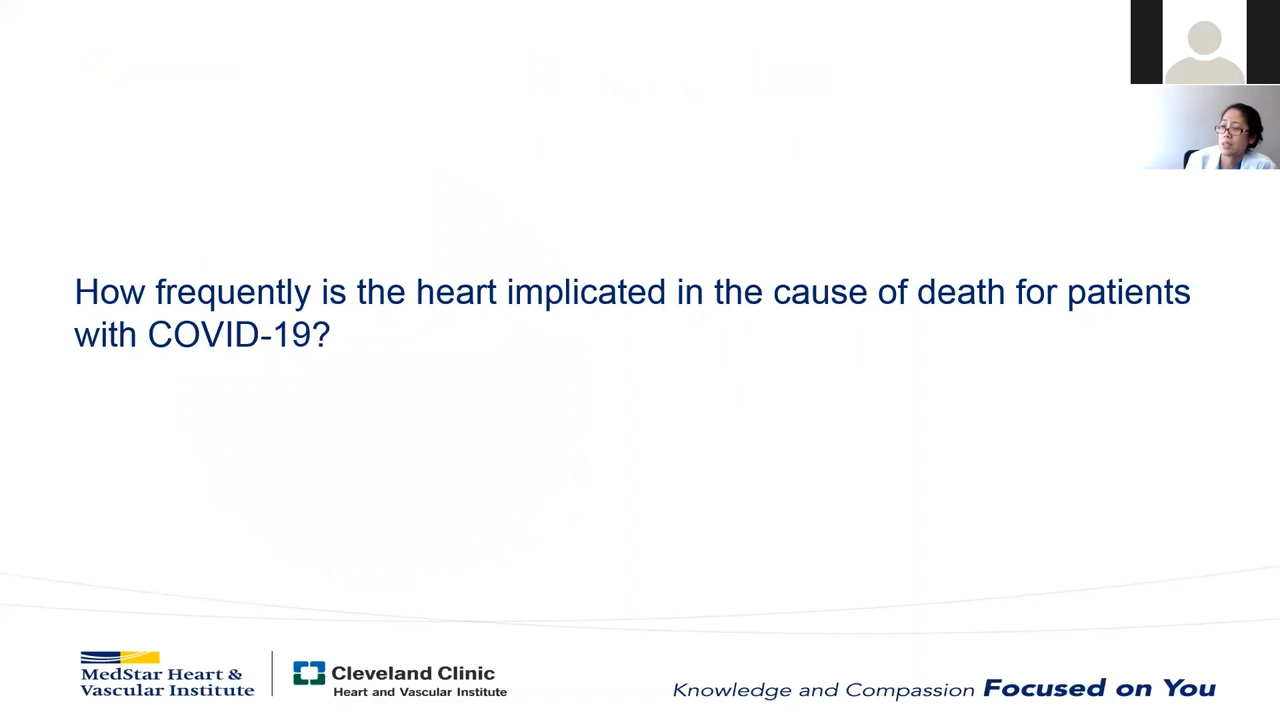 How frequently is the heart implicated in the cause of death for patients
with COVID-19?
MedStar Heart &
Vascular Institute
Cleveland Clinic
Heart and Vascular Institute
Knowledge and Compassion Focused on You